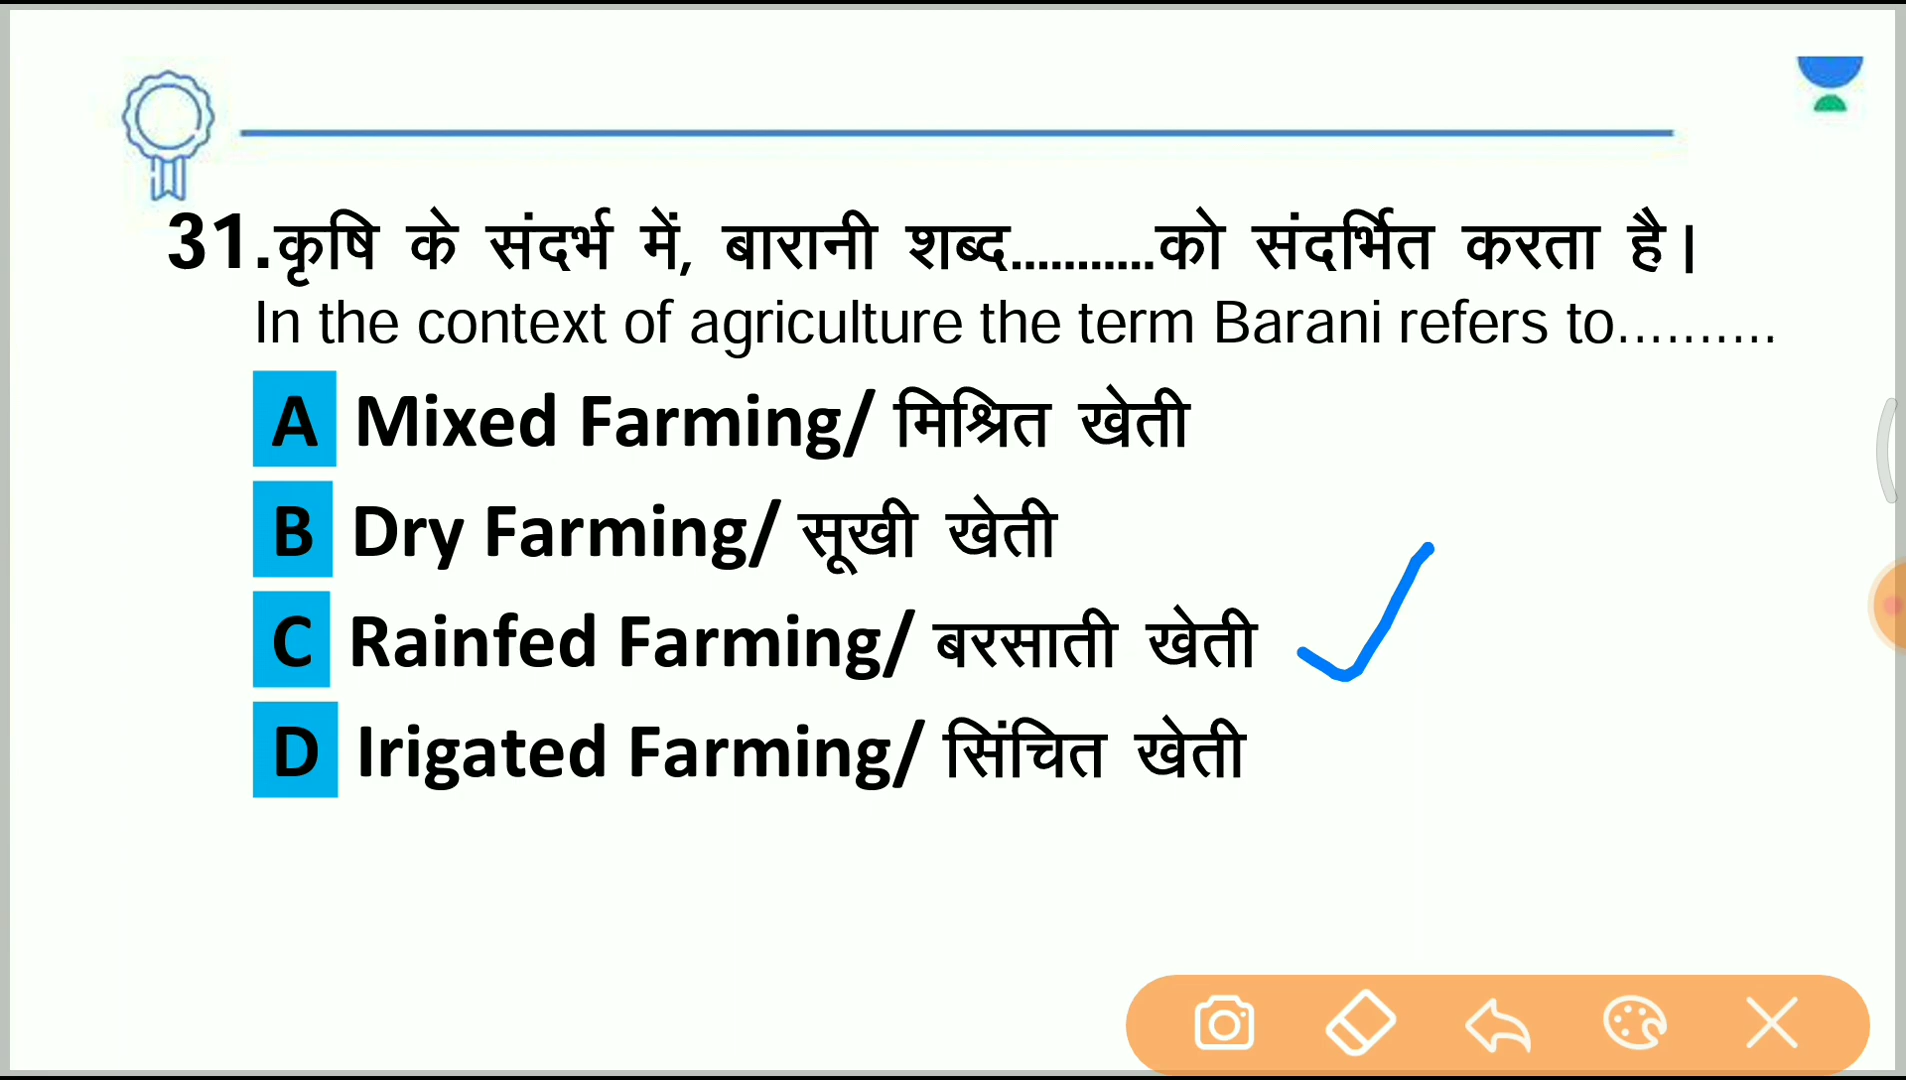 31.कृषि के संदर्भ में, बारानी शब्द...........को संदर्भित करता है।
In the context of agriculture the term Barani refers to..........
A Mixed Farming/ मिश्रित खेती
B Dry Farming/ सूखी खेती
C Rainfed Farming/ बरसाती खेती
D Irigated Farming/ सिंचित खेती